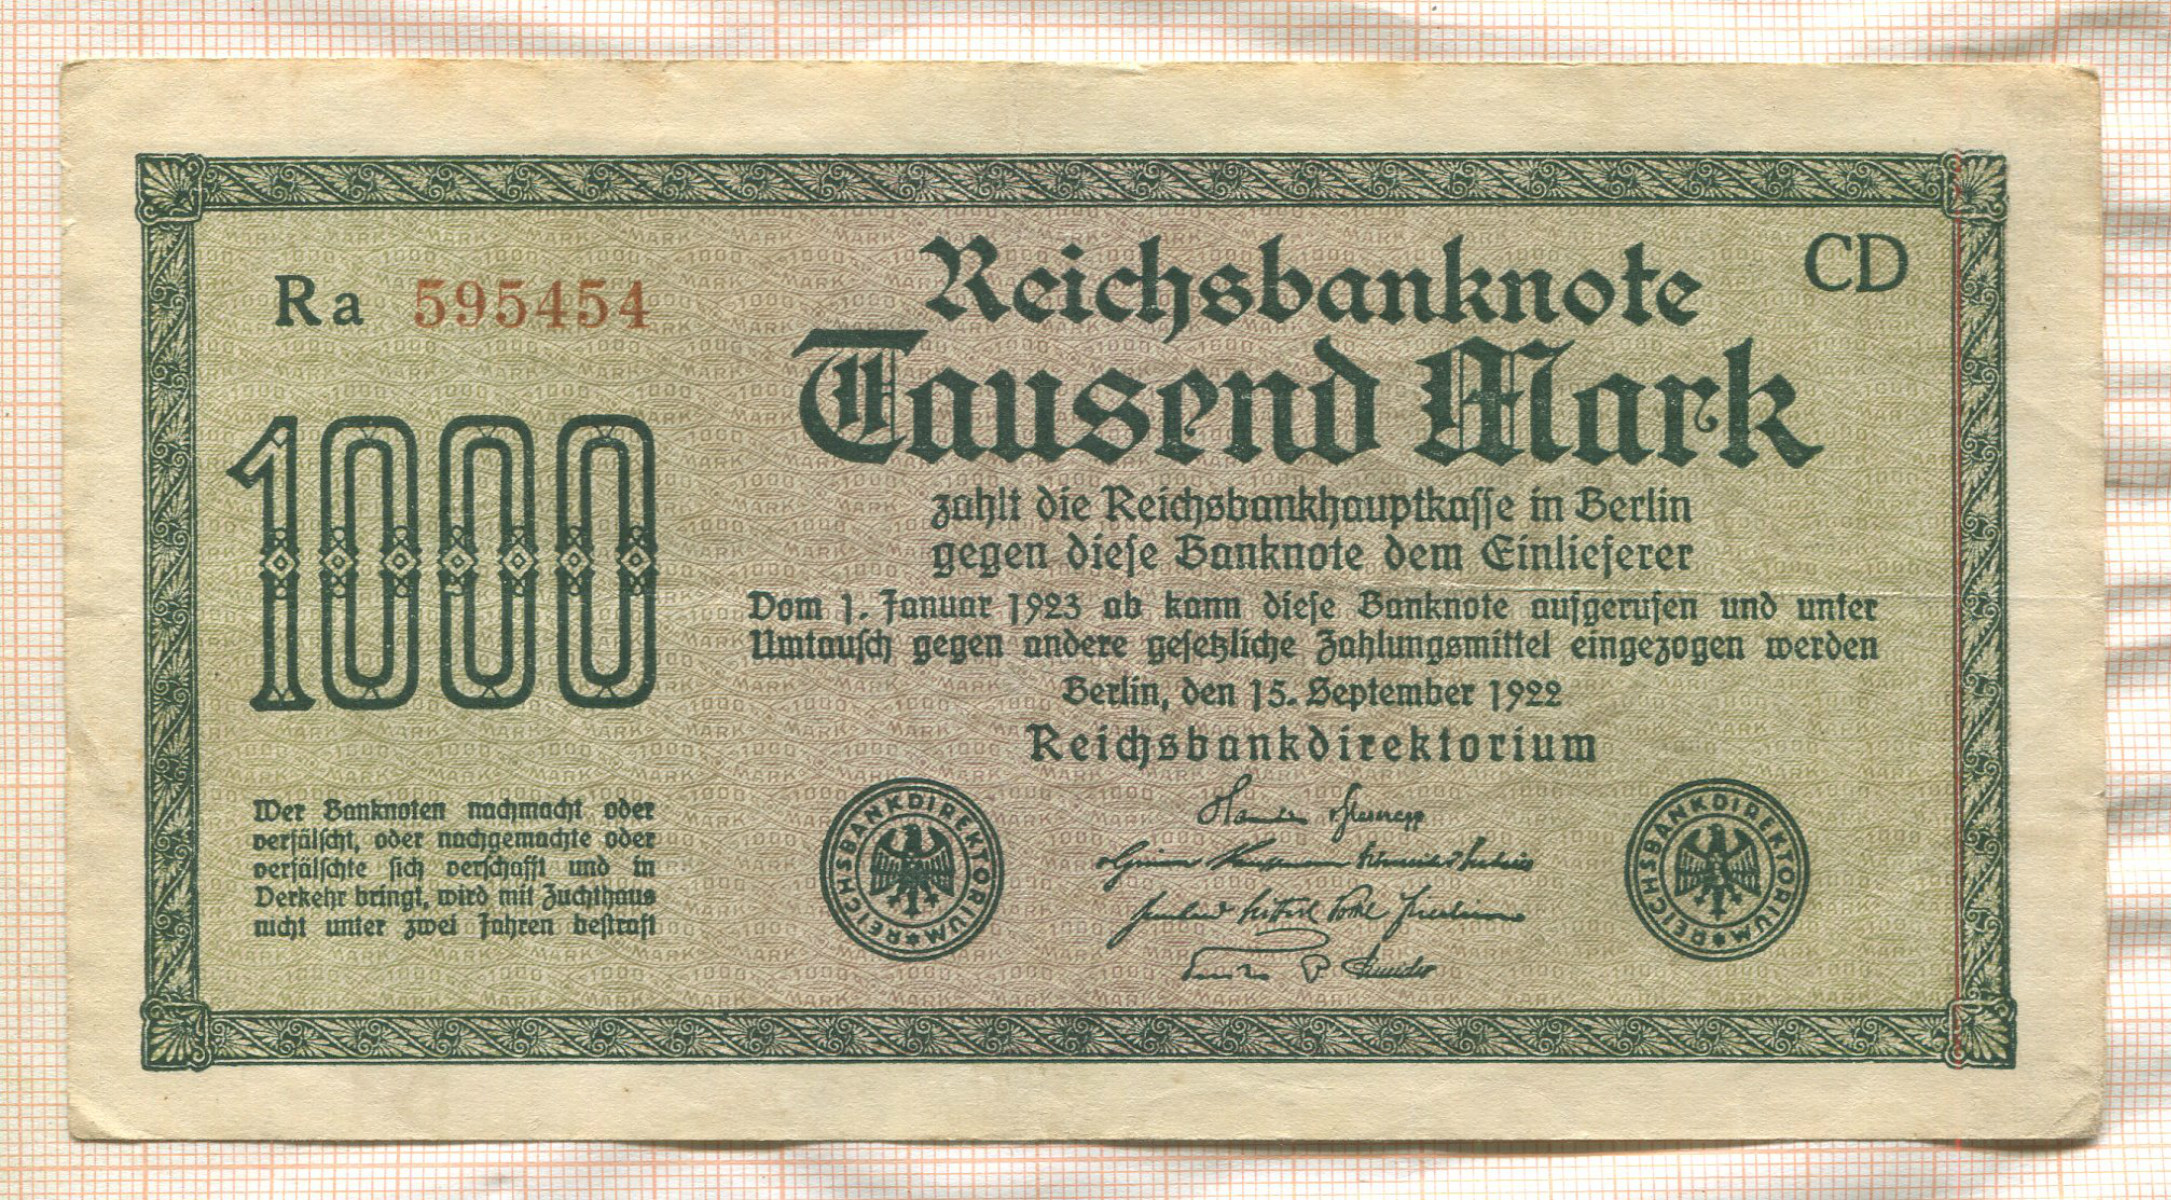 Reichsbanknote
CD
Ra 595454
Tausend Mark
1000
zahlt die Reichsbankhauptkasse in Berlin
gegen diese Banknote dem Einlieferer
Vom 1. Januar 1923 ab kann diese Banknote aufgerufen und unter
Umtausch gegen andere gesetzliche Zahlungsmittel eingezogen werden
Berlin, den 15. September 1922
Reichsbankdirektorium
Wer Banknoten nachmacht oder
verfälscht, oder nachgemachte oder
verfälschte sich verschafft und in
Verkehr bringt, wird mit Zuchthaus
nicht unter zwei Jahren bestraft
REICHSBANKDIREKTORIUM
REICHSBANKDIREKTORIUM